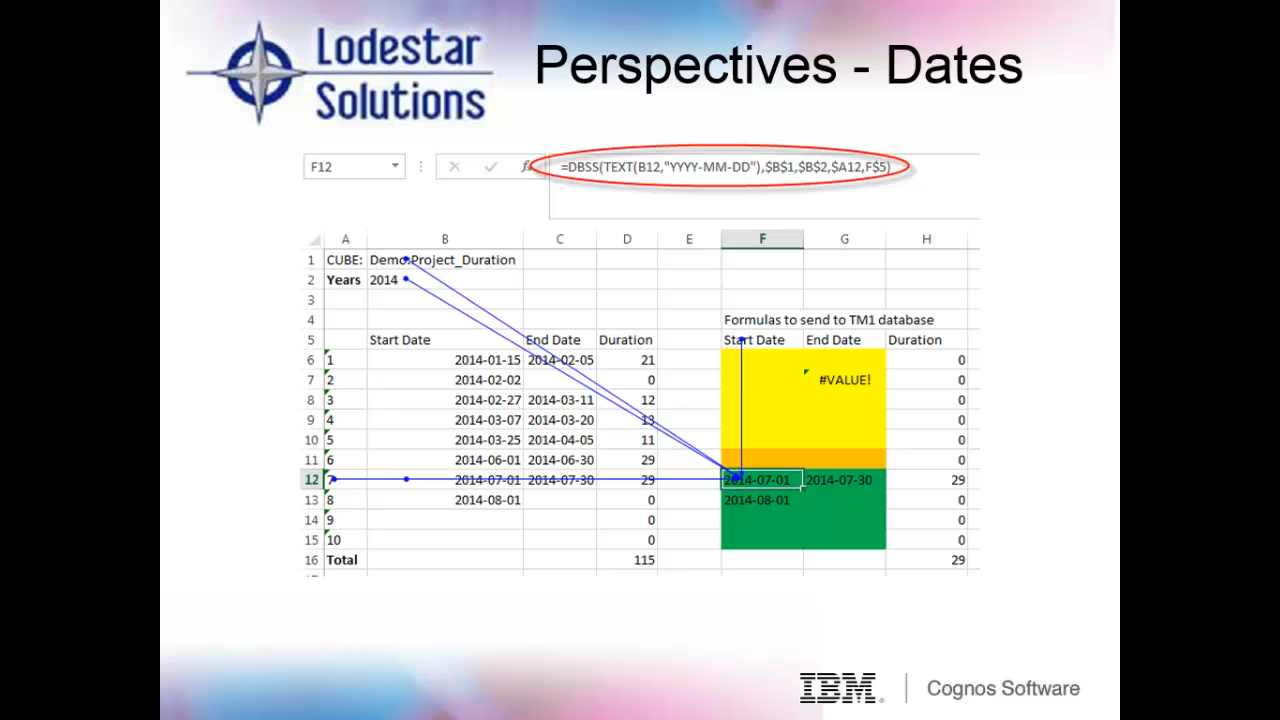 Lodestar
Solutions
Perspectives - Dates
F12 fx =DBSS(TEXT(B12,"YYYY-MM-DD"),$B$1,$B$2,$A12,F$5)
A B C D E F G H
1 CUBE: Demo:Project_Duration
2 Years 2014
3
4 Formulas to send to TM1 database
5 Start Date End Date Duration Start Date End Date Duration
6 1 2014-01-15 2014-02-05 21 0
7 2 2014-02-02 0 #VALUE! 0
8 3 2014-02-27 2014-03-11 12 0
9 4 2014-03-07 2014-03-20 13 0
10 5 2014-03-25 2014-04-05 11 0
11 6 2014-06-01 2014-06-30 29 0
12 7 2014-07-01 2014-07-30 29 2014-07-01 2014-07-30 29
13 8 2014-08-01 0 2014-08-01 0
14 9 0 0
15 10 0 0
16 Total 115 29
IBM. Cognos Software